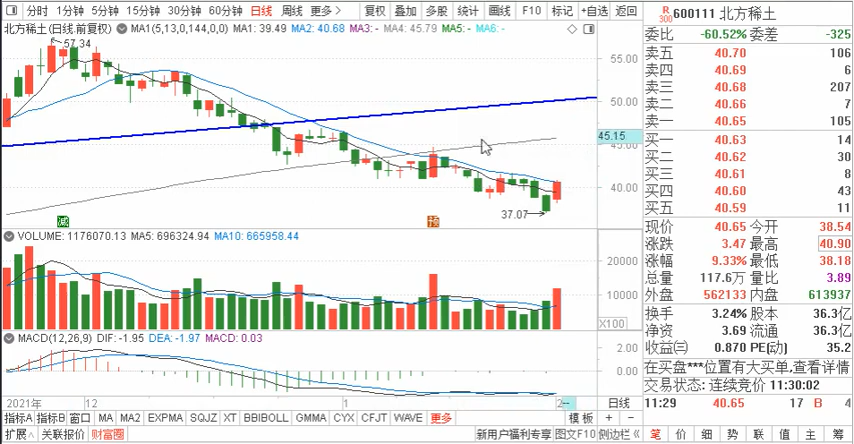 分时 1分钟 5分钟 15分钟 30分钟 60分钟 日线 周线 更多> 复权 叠加 多股 统计 画线 F10 标记 +自选 返回
R 300 600111 北方稀土
北方稀土(日线.前复权) MA1(5,13,0,144,0,0) MA1: 39.49 MA2: 40.68 MA3: - MA4: 45.79 MA5: - MA6: -
57.34
55.00
50.00
45.15
45.00
40.00
37.07
减
预
VOLUME: 1176070.13 MA5: 696324.94 MA10: 665958.44
20000
10000
X100
MACD(12,26,9) DIF: -1.95 DEA: -1.97 MACD: 0.03
2.00
0.00
-2.00
2021年 12 1 2-- 日线
指标A 指标B 窗口 MA MA2 EXPMA SQJZ XT BBIBOLL GMMA CYX CFJT WAVE 更多 模板 + -
扩展∧ 关联报价 财富圈 新用户福利专享 图文F10 侧边栏《
委比 -60.52% 委差 -325
卖五 40.70 106
卖四 40.69 6
卖三 40.68 207
卖二 40.66 7
卖一 40.65 105
买一 40.63 14
买二 40.62 30
买三 40.61 8
买四 40.60 43
买五 40.59 11
现价 40.65 今开 38.54
涨跌 3.47 最高 40.90
涨幅 9.33% 最低 38.18
总量 117.6万 量比 3.89
外盘 562133 内盘 613937
换手 3.24% 股本 36.3亿
净资 3.69 流通 36.3亿
收益㈢ 0.870 PE(动) 35.2
在买盘***位置有大买单,查看详情
交易状态: 连续竞价 11:30:02
11:29 40.65 17 B 4
笔 价 细 势 联 值 主 筹